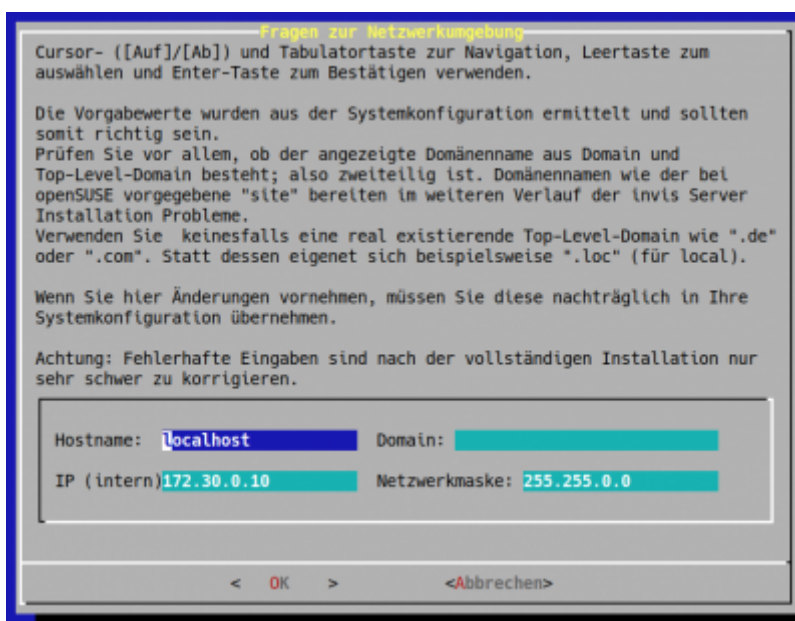 Fragen zur Netzwerkumgebung
Cursor- ([Auf]/[Ab]) und Tabulatortaste zur Navigation, Leertaste zum
auswählen und Enter-Taste zum Bestätigen verwenden.
Die Vorgabewerte wurden aus der Systemkonfiguration ermittelt und sollten
somit richtig sein.
Prüfen Sie vor allem, ob der angezeigte Domänenname aus Domain und
Top-Level-Domain besteht; also zweiteilig ist. Domänennamen wie der bei
openSUSE vorgegebene "site" bereiten im weiteren Verlauf der invis Server
Installation Probleme.
Verwenden Sie  keinesfalls eine real existierende Top-Level-Domain wie ".de"
oder ".com". Statt dessen eigenet sich beispielsweise ".loc" (für local).
Wenn Sie hier Änderungen vornehmen, müssen Sie diese nachträglich in Ihre
Systemkonfiguration übernehmen.
Achtung: Fehlerhafte Eingaben sind nach der vollständigen Installation nur
sehr schwer zu korrigieren.
Hostname: localhost Domain:
IP (intern)172.30.0.10 Netzwerkmaske: 255.255.0.0
< OK > <Abbrechen>